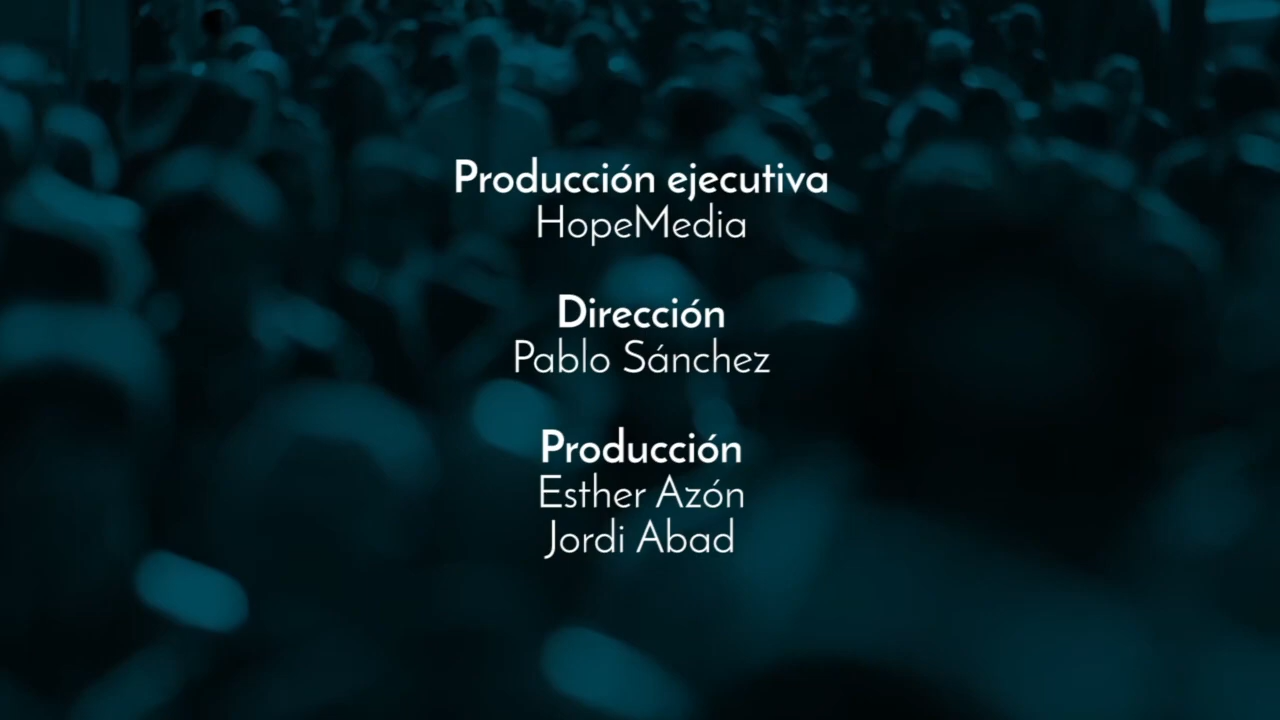 Producción ejecutiva
HopeMedia
Dirección
Pablo Sánchez
Producción
Esther Azón
Jordi Abad